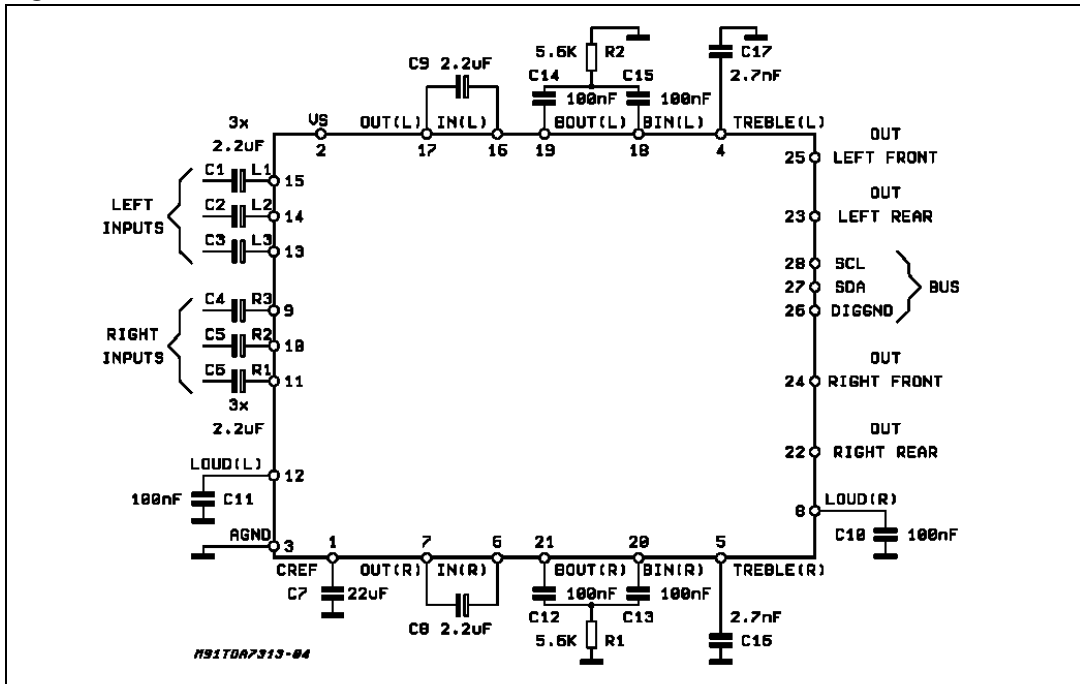 5.6K R2
C17
2.7nF
C9 2.2uF
C14 C15
100nF 100nF
3x
2.2uF
VS OUT(L) IN(L) BOUT(L) BIN(L) TREBLE(L)
2 17 16 19 18 4
C1 L1 15
C2 L2 14
C3 L3 13
LEFT
INPUTS
C4 R3 9
C5 R2 10
C6 R1 11
RIGHT
INPUTS
3x
2.2uF
LOUD(L)
12
100nF C11
AGND
3
OUT
25 LEFT FRONT
OUT
23 LEFT REAR
28 SCL
27 SDA
26 DIGGND
BUS
OUT
24 RIGHT FRONT
OUT
22 RIGHT REAR
LOUD(R)
8
C10 100nF
1 7 6 21 20 5
CREF OUT(R) IN(R) BOUT(R) BIN(R) TREBLE(R)
C7 22uF
C8 2.2uF
100nF 100nF
C12 C13
5.6K R1
2.7nF
C16
M91TDA7313-04